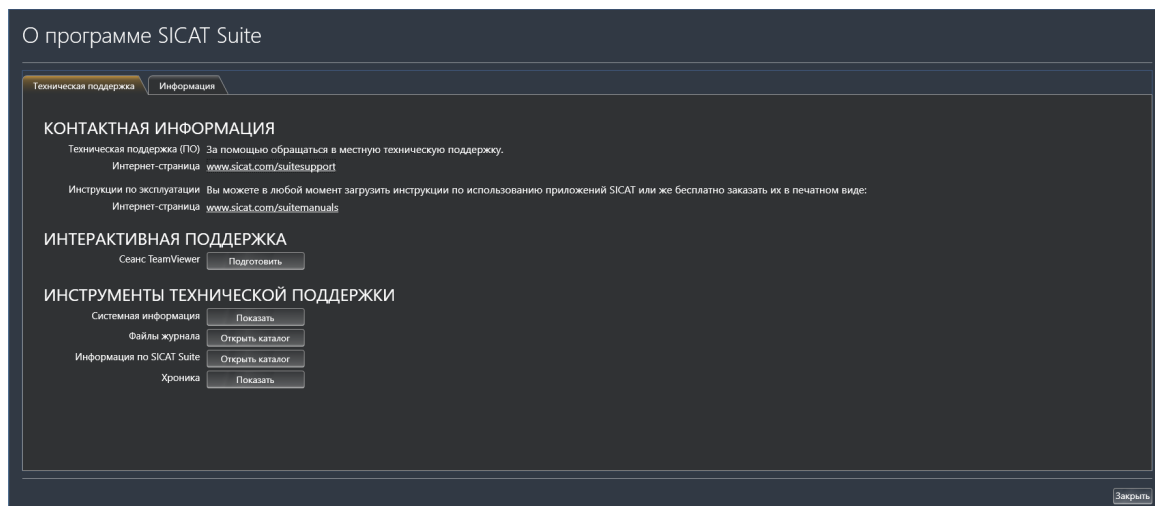 О программе SICAT Suite
Техническая поддержка Информация
КОНТАКТНАЯ ИНФОРМАЦИЯ
Техническая поддержка (ПО) За помощью обращаться в местную техническую поддержку.
Интернет-страница www.sicat.com/suitesupport
Инструкции по эксплуатации Вы можете в любой момент загрузить инструкции по использованию приложений SICAT или же бесплатно заказать их в печатном виде:
Интернет-страница www.sicat.com/suitemanuals
ИНТЕРАКТИВНАЯ ПОДДЕРЖКА
Сеанс TeamViewer Подготовить
ИНСТРУМЕНТЫ ТЕХНИЧЕСКОЙ ПОДДЕРЖКИ
Системная информация Показать
Файлы журнала Открыть каталог
Информация по SICAT Suite Открыть каталог
Хроника Показать
Закрыть